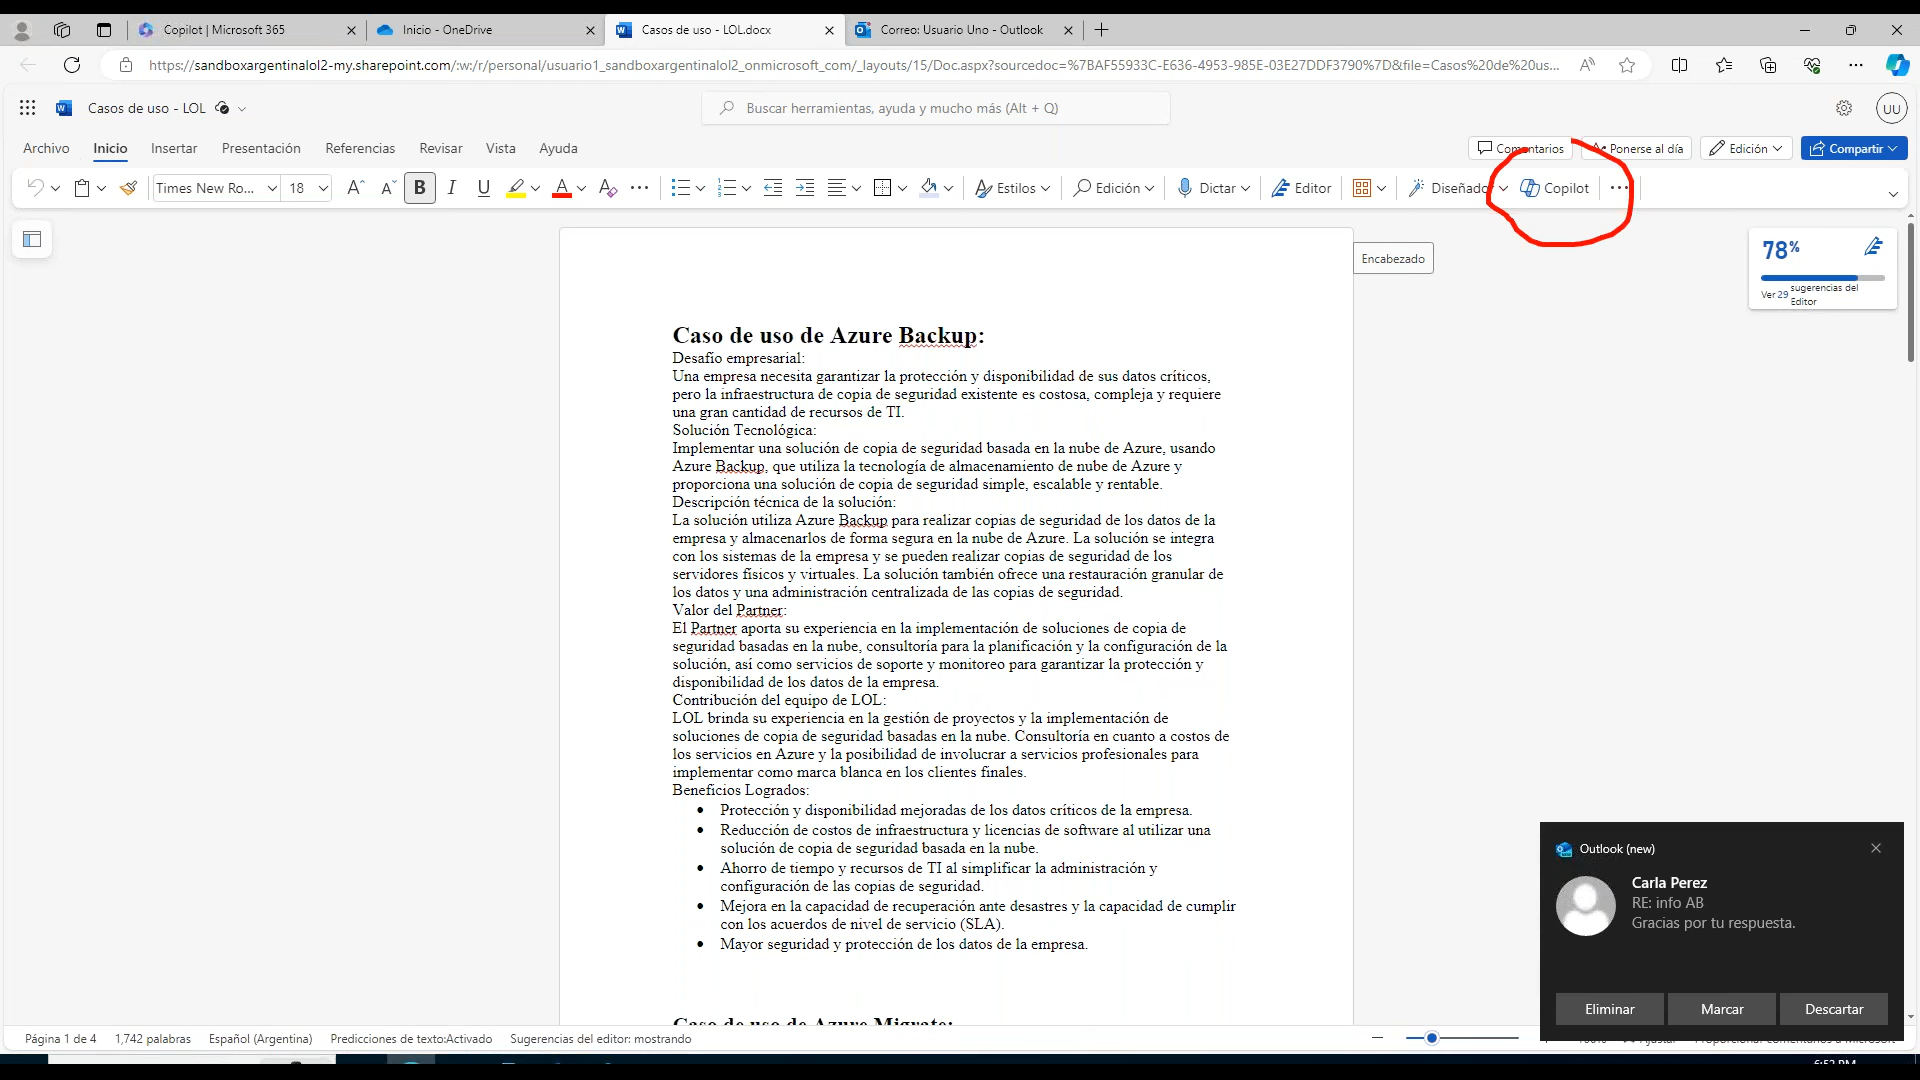 Copilot | Microsoft 365
Inicio - OneDrive
Casos de uso - LOL.docx
Correo: Usuario Uno - Outlook
https://sandboxargentinalol2-my.sharepoint.com/:w:/r/personal/usuario1_sandboxargentinalol2_onmicrosoft_com/_layouts/15/Doc.aspx?sourcedoc=%7BAF55933C-E636-4953-985E-03E27DDF3790%7D&file=Casos%20de%20us...
Casos de uso - LOL
Buscar herramientas, ayuda y mucho más (Alt + Q)
UU
Archivo Inicio Insertar Presentación Referencias Revisar Vista Ayuda
Comentarios Ponerse al día Edición Compartir
Times New Ro... 18 Estilos Edición Dictar Editor Diseñador Copilot
Encabezado
78%
Ver 29 sugerencias del
Editor
Caso de uso de Azure Backup:
Desafío empresarial:
Una empresa necesita garantizar la protección y disponibilidad de sus datos críticos,
pero la infraestructura de copia de seguridad existente es costosa, compleja y requiere
una gran cantidad de recursos de TI.
Solución Tecnológica:
Implementar una solución de copia de seguridad basada en la nube de Azure, usando
Azure Backup, que utiliza la tecnología de almacenamiento de nube de Azure y
proporciona una solución de copia de seguridad simple, escalable y rentable.
Descripción técnica de la solución:
La solución utiliza Azure Backup para realizar copias de seguridad de los datos de la
empresa y almacenarlos de forma segura en la nube de Azure. La solución se integra
con los sistemas de la empresa y se pueden realizar copias de seguridad de los
servidores físicos y virtuales. La solución también ofrece una restauración granular de
los datos y una administración centralizada de las copias de seguridad.
Valor del Partner:
El Partner aporta su experiencia en la implementación de soluciones de copia de
seguridad basadas en la nube, consultoría para la planificación y la configuración de la
solución, así como servicios de soporte y monitoreo para garantizar la protección y
disponibilidad de los datos de la empresa.
Contribución del equipo de LOL:
LOL brinda su experiencia en la gestión de proyectos y la implementación de
soluciones de copia de seguridad basadas en la nube. Consultoría en cuanto a costos de
los servicios en Azure y la posibilidad de involucrar a servicios profesionales para
implementar como marca blanca en los clientes finales.
Beneficios Logrados:
• Protección y disponibilidad mejoradas de los datos críticos de la empresa.
• Reducción de costos de infraestructura y licencias de software al utilizar una
solución de copia de seguridad basada en la nube.
• Ahorro de tiempo y recursos de TI al simplificar la administración y
configuración de las copias de seguridad.
• Mejora en la capacidad de recuperación ante desastres y la capacidad de cumplir
con los acuerdos de nivel de servicio (SLA).
• Mayor seguridad y protección de los datos de la empresa.
Caso de uso de Azure Migrate:
Outlook (new)
Carla Perez
RE: info AB
Gracias por tu respuesta.
Eliminar Marcar Descartar
Página 1 de 4 1,742 palabras Español (Argentina) Predicciones de texto:Activado Sugerencias del editor: mostrando